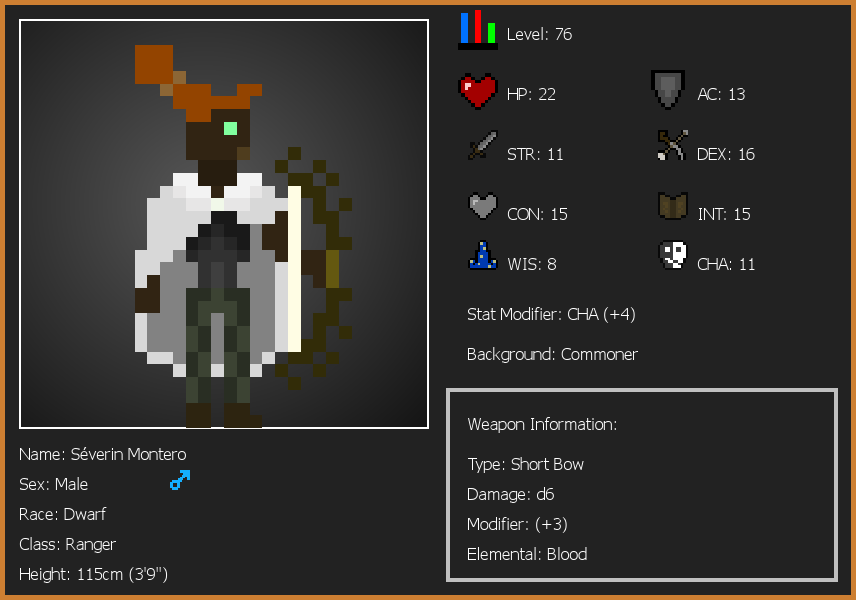 Level: 76
HP: 22
AC: 13
STR: 11
DEX: 16
CON: 15
INT: 15
WIS: 8
CHA: 11
Stat Modifier: CHA (+4)
Background: Commoner
Weapon Information:
Type: Short Bow
Damage: d6
Modifier: (+3)
Elemental: Blood
Name: Séverin Montero
Sex: Male
Race: Dwarf
Class: Ranger
Height: 115cm (3'9")